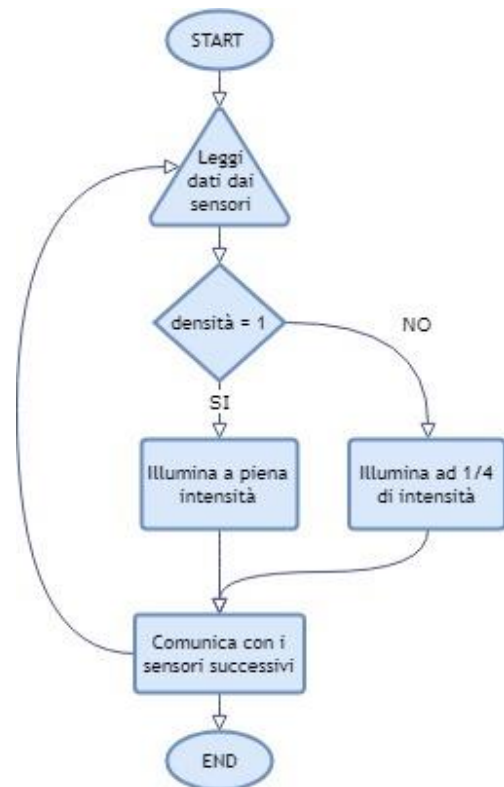 START
Leggi
dati dai
sensori
densità = 1
NO
SI
Illumina a piena
intensità
Illumina ad 1/4
di intensità
Comunica con i
sensori successivi
END